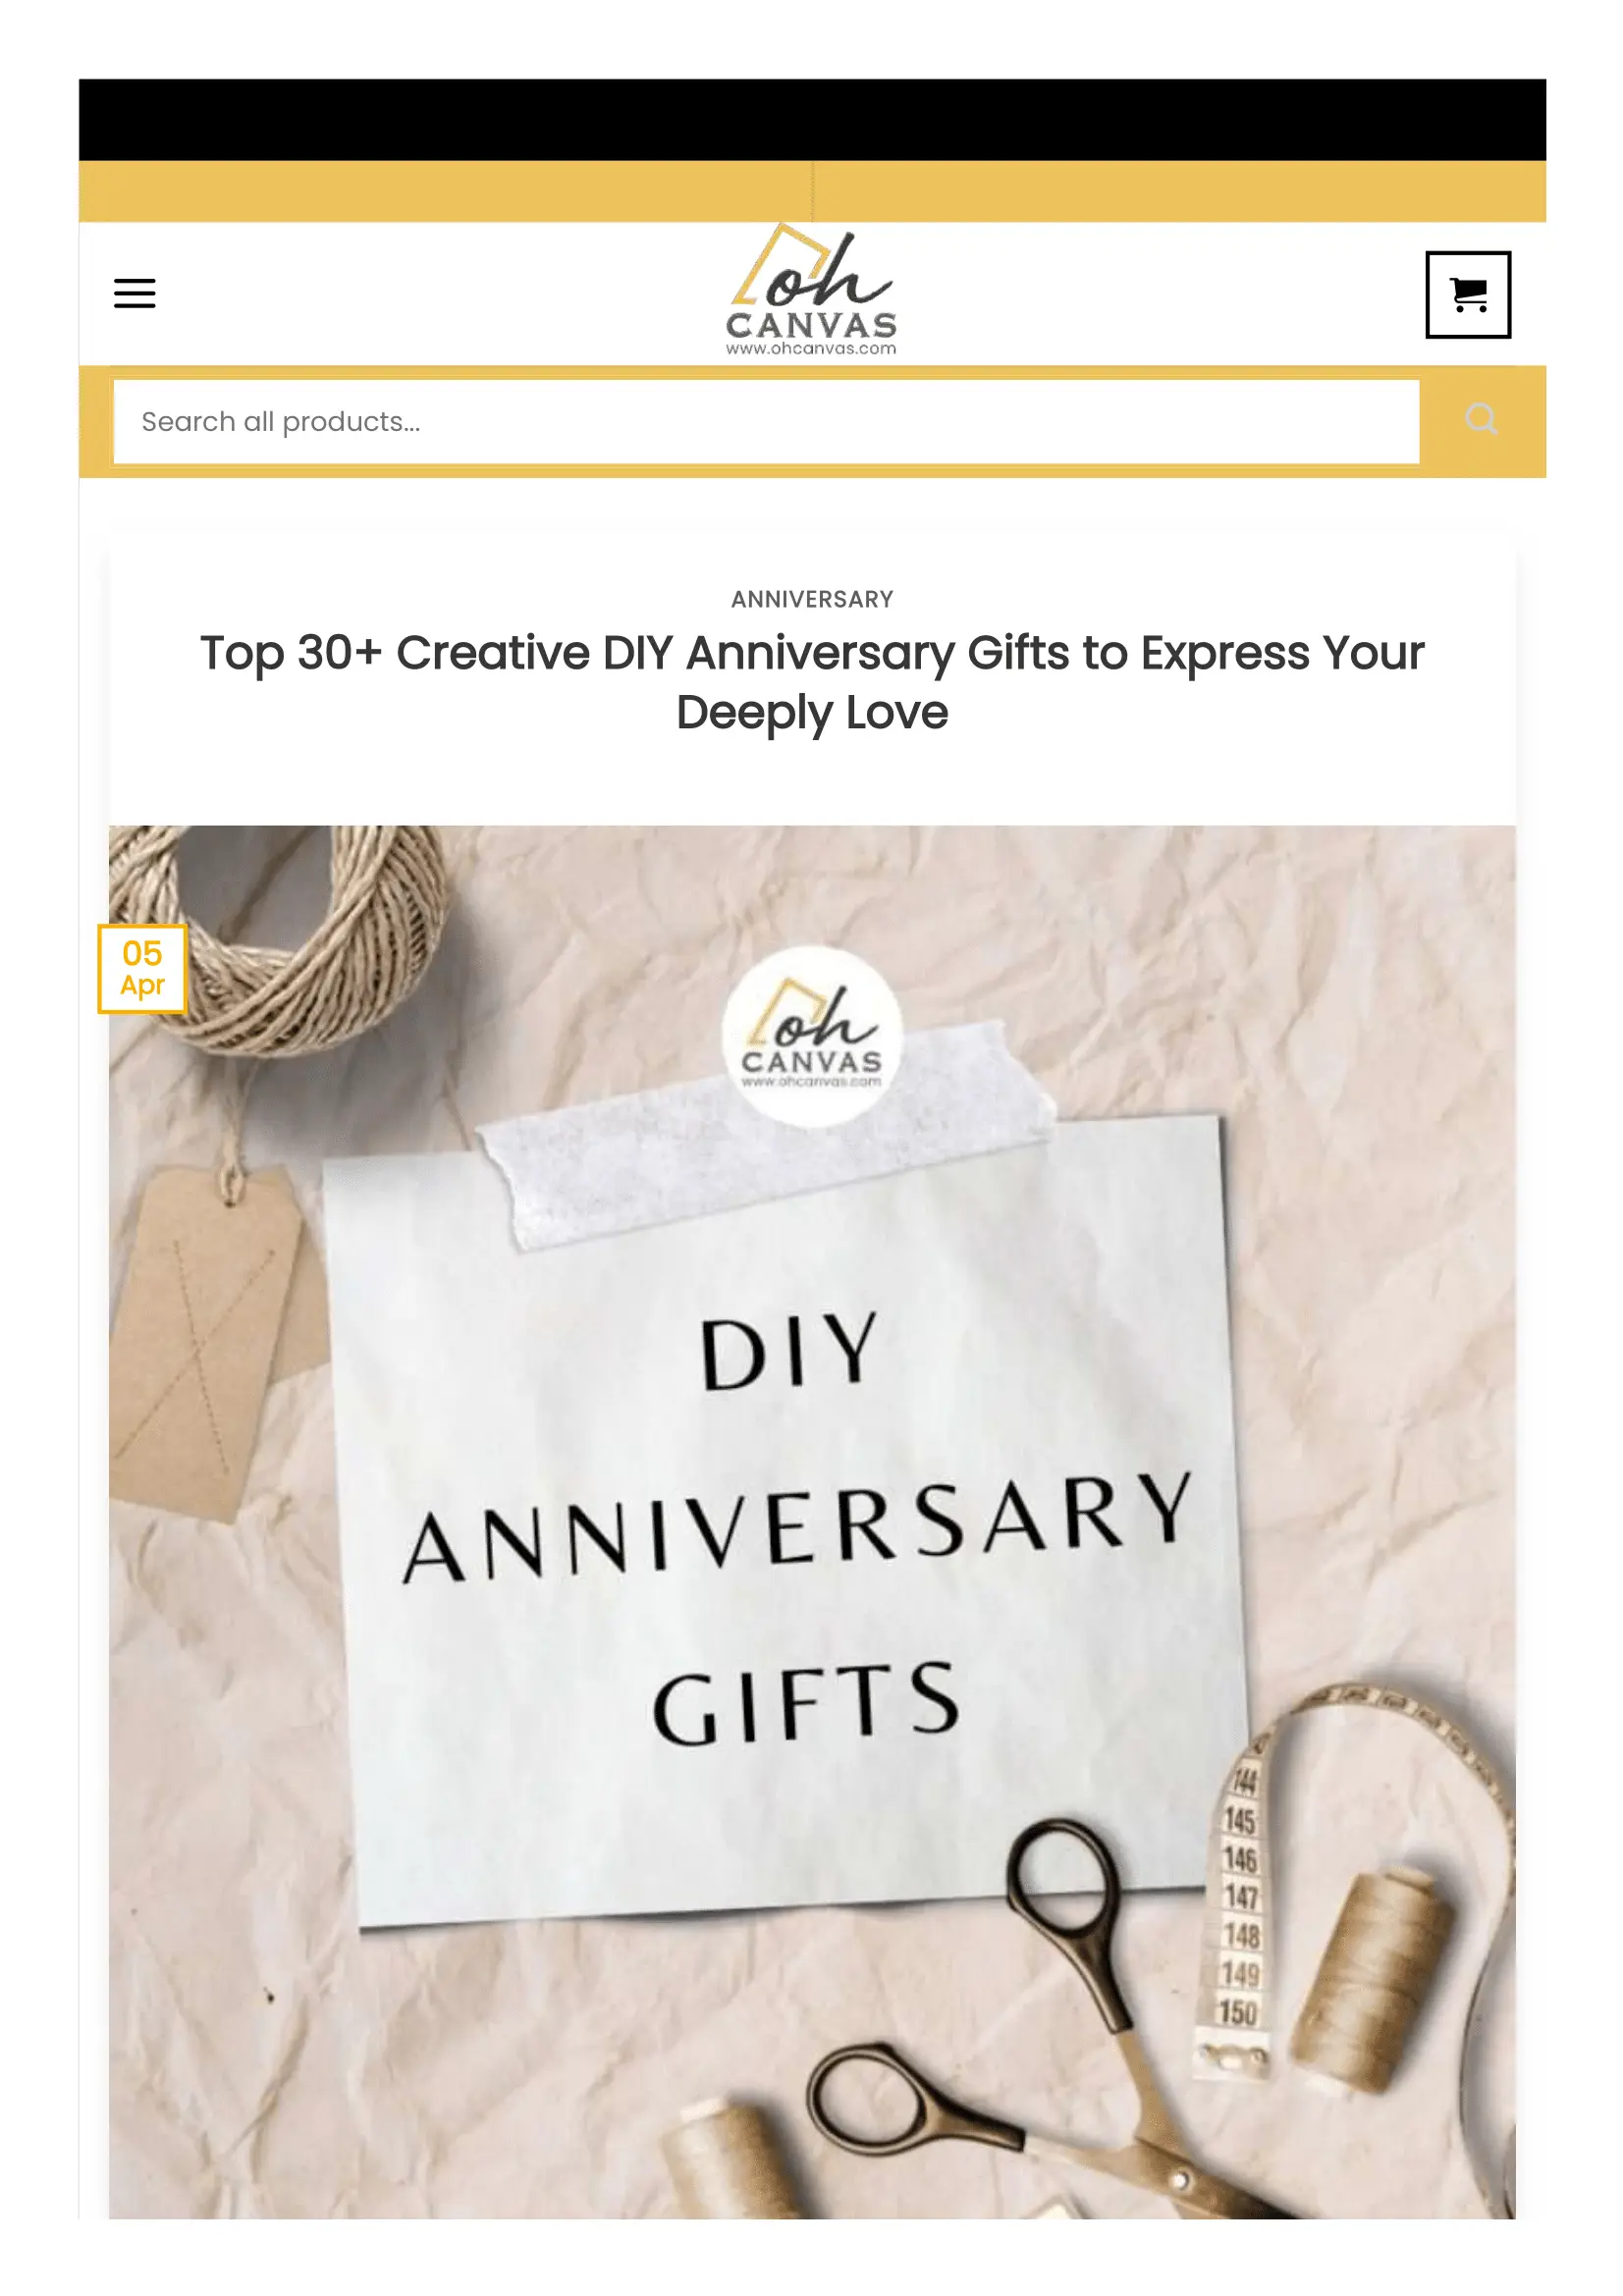 oh
CANVAS
www.ohcanvas.com
Search all products...
ANNIVERSARY
Top 30+ Creative DIY Anniversary Gifts to Express Your
Deeply Love
05
Apr
oh
CANVAS
www.ohcanvas.com
DIY
ANNIVERSARY
GIFTS
144
145
146
147
148
149
150